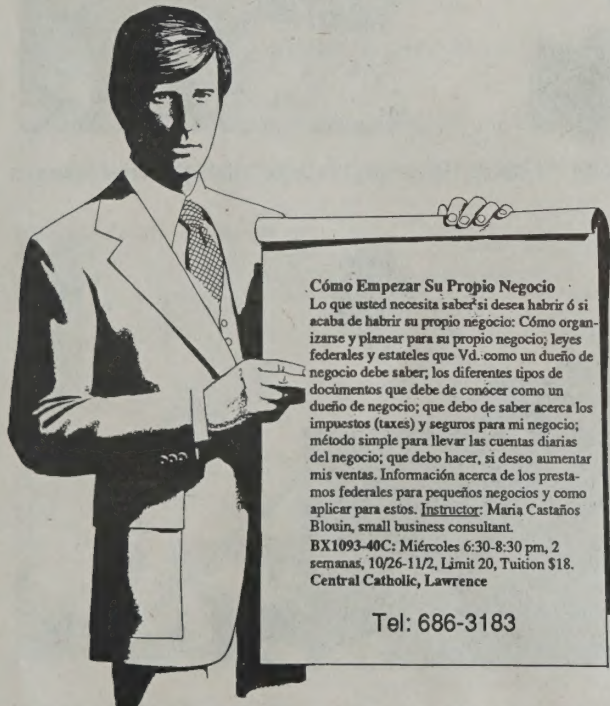 Cómo Empezar Su Propio Negocio
Lo que usted necesita saber si desea habrir ó si
acaba de habrir su propio negocio: Cómo organ-
izarse y planear para su propio negocio; leyes
federales y estateles que Vd. como un dueño de
negocio debe saber; los diferentes tipos de
documentos que debe de conocer como un
dueño de negocio; que debo de saber acerca los
impuestos (taxes) y seguros para mi negocio;
método simple para llevar las cuentas diarias
del negocio; que debo hacer, si deseo aumentar
mis ventas. Información acerca de los presta-
mos federales para pequeños negocios y como
aplicar para estos. Instructor: Maria Castaños
Blouin, small business consultant.
BX1093-40C: Miércoles 6:30-8:30 pm, 2
semanas, 10/26-11/2, Limit 20, Tuition $18.
Central Catholic, Lawrence
Tel: 686-3183